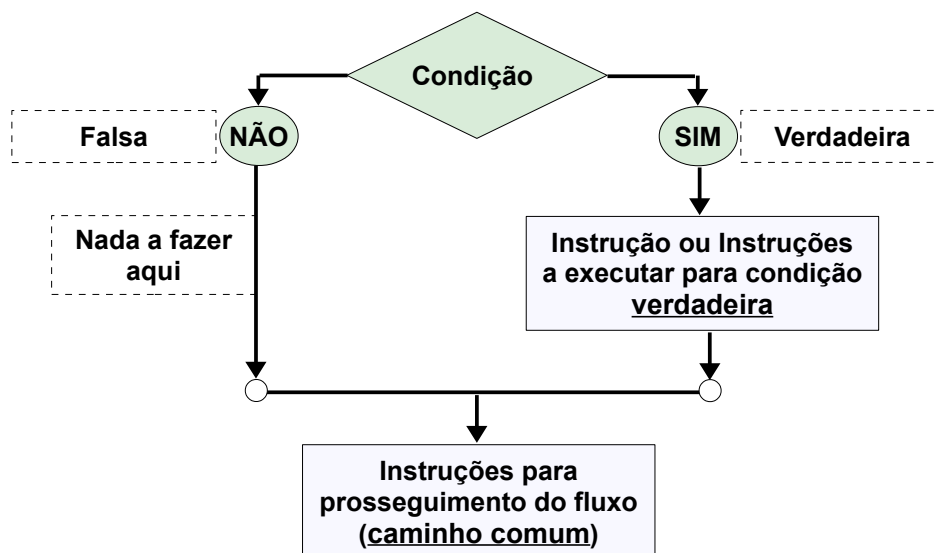 Condição
Falsa
NÃO
SIM
Verdadeira
Nada a fazer
aqui
Instrução ou Instruções
a executar para condição
verdadeira
Instruções para
prosseguimento do fluxo
(caminho comum)